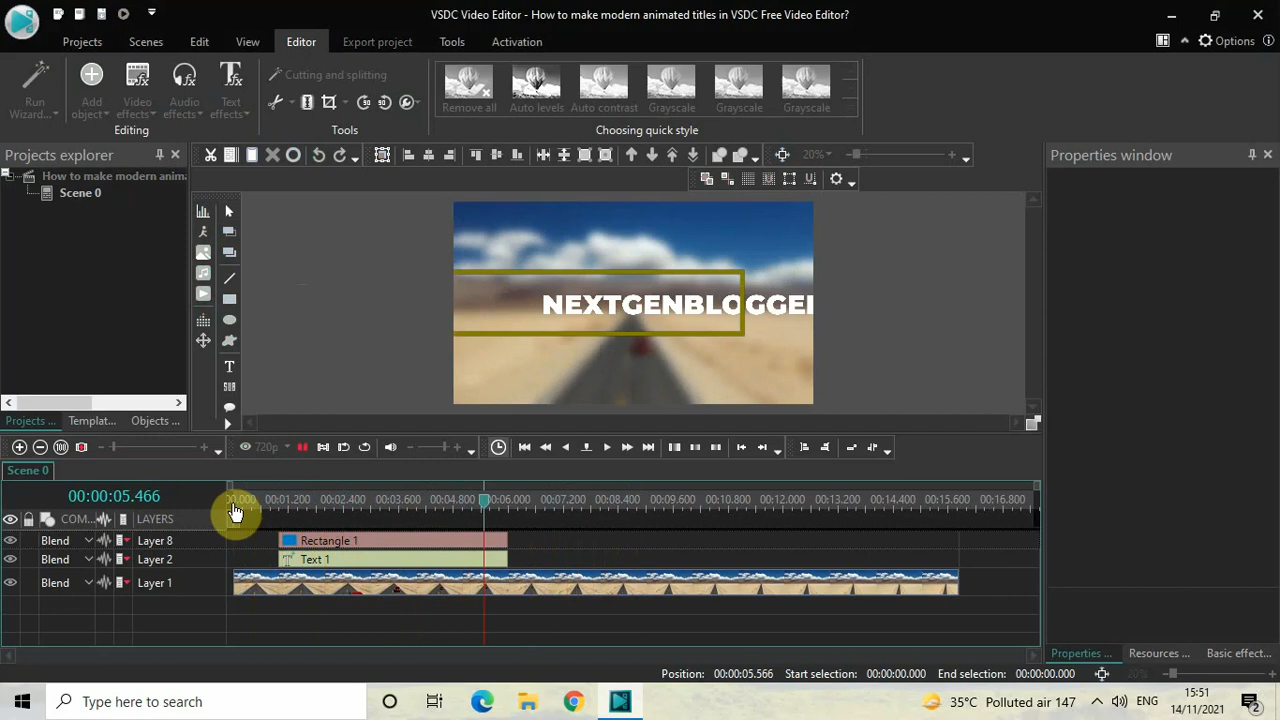 VSDC Video Editor - How to make modern animated titles in VSDC Free Video Editor?
Projects Scenes Edit View Editor Export project Tools Activation Options
Run Wizard... Add object Video effects Audio effects Text effects
Editing
Cutting and splitting
Tools
Remove all Auto levels Auto contrast Grayscale Grayscale Grayscale
Choosing quick style
Projects explorer
How to make modern anima
Scene 0
20%
Properties window
NEXTGENBLOGGE
T
SUB
Projects ... Templat... Objects ...
720p
Scene 0
00:00:05.466
00.000 00:01.200 00:02.400 00:03.600 00:04.800 00:06.000 00:07.200 00:08.400 00:09.600 00:10.800 00:12.000 00:13.200 00:14.400 00:15.600 00:16.800
COM... LAYERS
Blend Layer 8 Rectangle 1
Blend Layer 2 Text 1
Blend Layer 1
Properties ... Resources ... Basic effect...
Position: 00:00:05.566 Start selection: 00:00:00.000 End selection: 00:00:00.000 20%
Type here to search
35°C Polluted air 147
ENG
15:51
14/11/2021
2